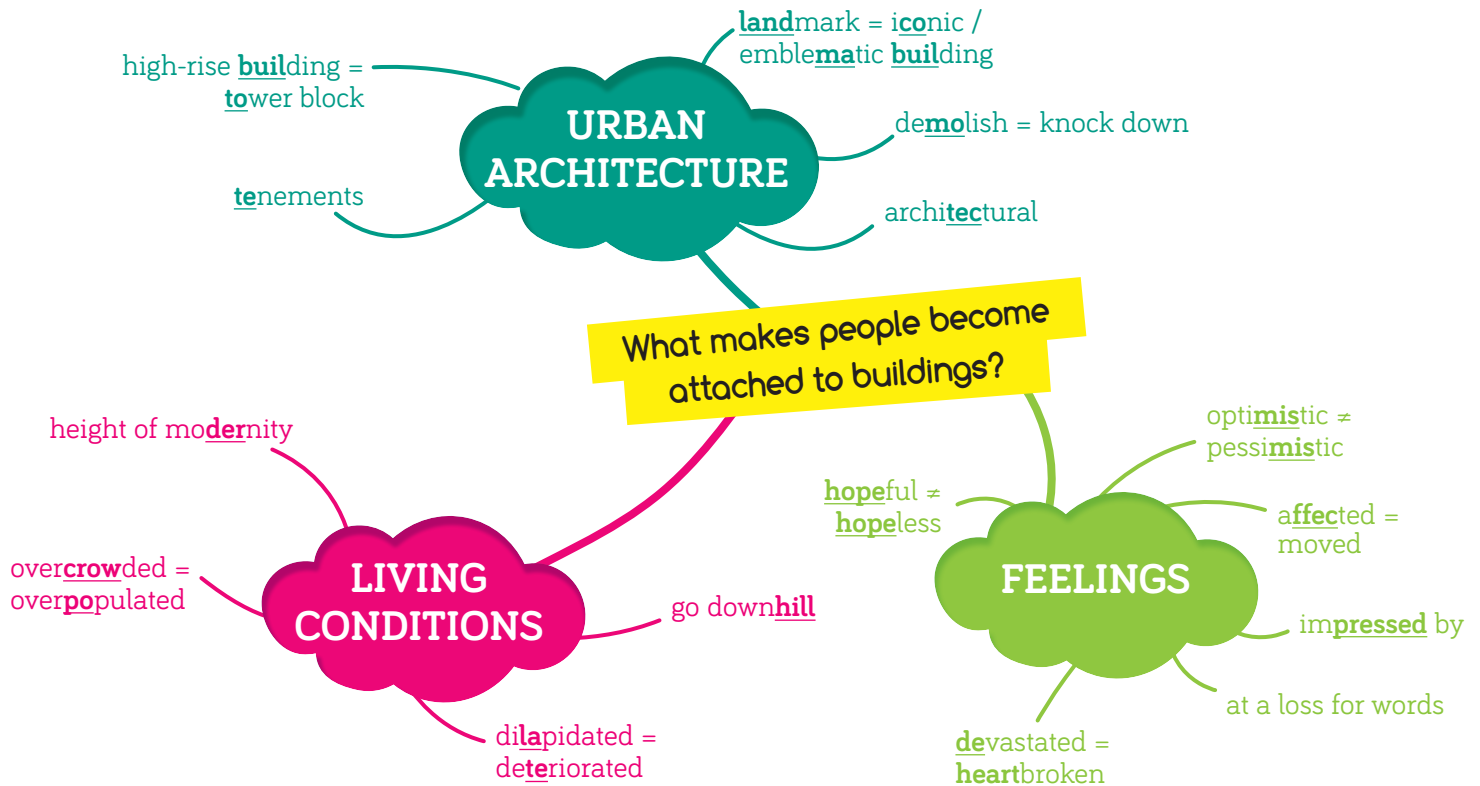 landmark = iconic /
emblematic building
high-rise building =
tower block
URBAN
ARCHITECTURE
demolish = knock down
tenements
architectural
What makes people become
attached to buildings?
height of modernity
overcrowded =
overpopulated
LIVING
CONDITIONS
go downhill
dilapidated =
deteriorated
optimistic ≠
pessimistic
hopeful ≠
hopeless
affected =
moved
FEELINGS
impressed by
at a loss for words
devastated =
heartbroken